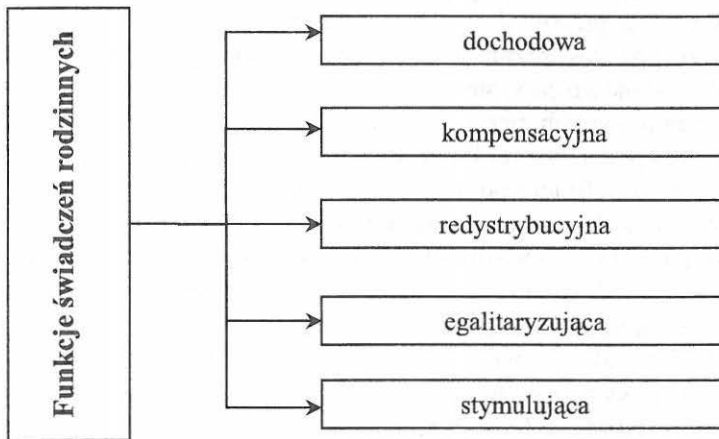 Funkcje świadczeń rodzinnych
dochodowa
kompensacyjna
redystrybucyjna
egalitaryzująca
stymulująca